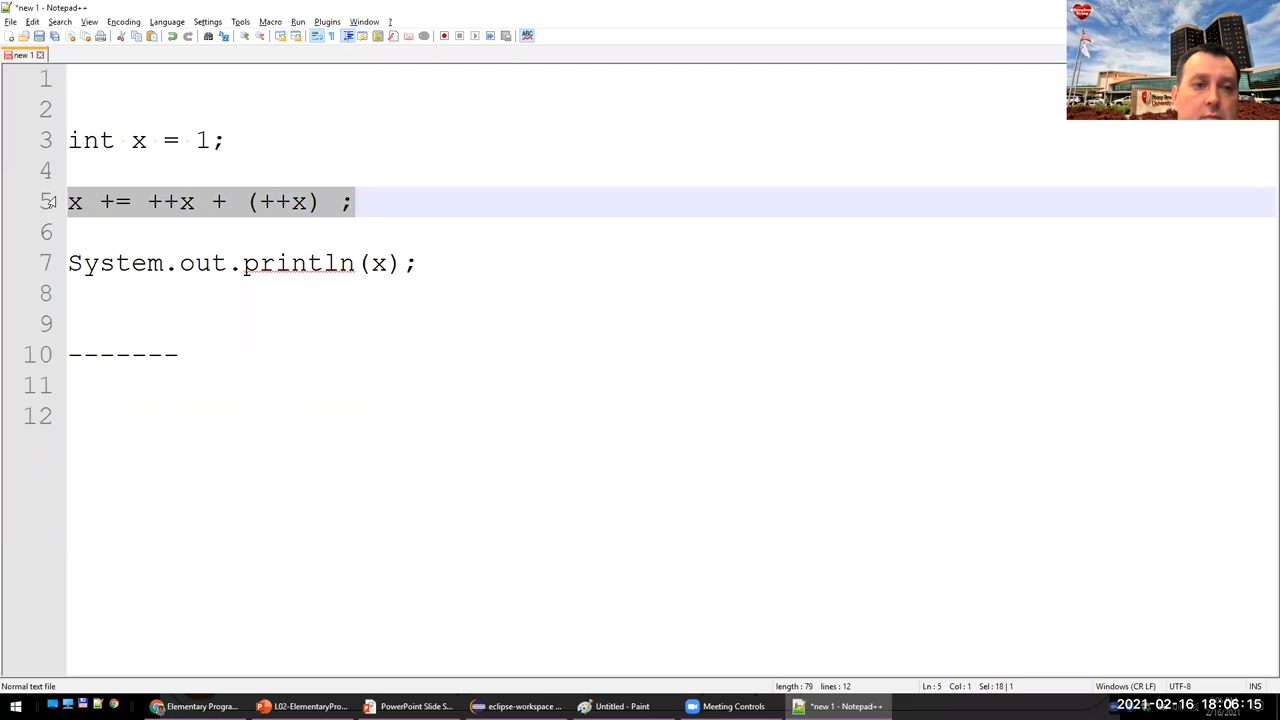 *new 1 - Notepad++
File Edit Search View Encoding Language Settings Tools Macro Run Plugins Window ?
new 1
1
2
3 int x = 1;
4
5 x += ++x + (++x) ;
6
7 System.out.println(x);
8
9
10 -------
11
12
Normal text file length : 79 lines : 12 Ln : 5 Col : 1 Sel : 18 | 1 Windows (CR LF) UTF-8 INS
Elementary Progra... L02-ElementaryPro... PowerPoint Slide S... eclipse-workspace ... Untitled - Paint Meeting Controls *new 1 - Notepad++ 2021-02-16 18:06:15